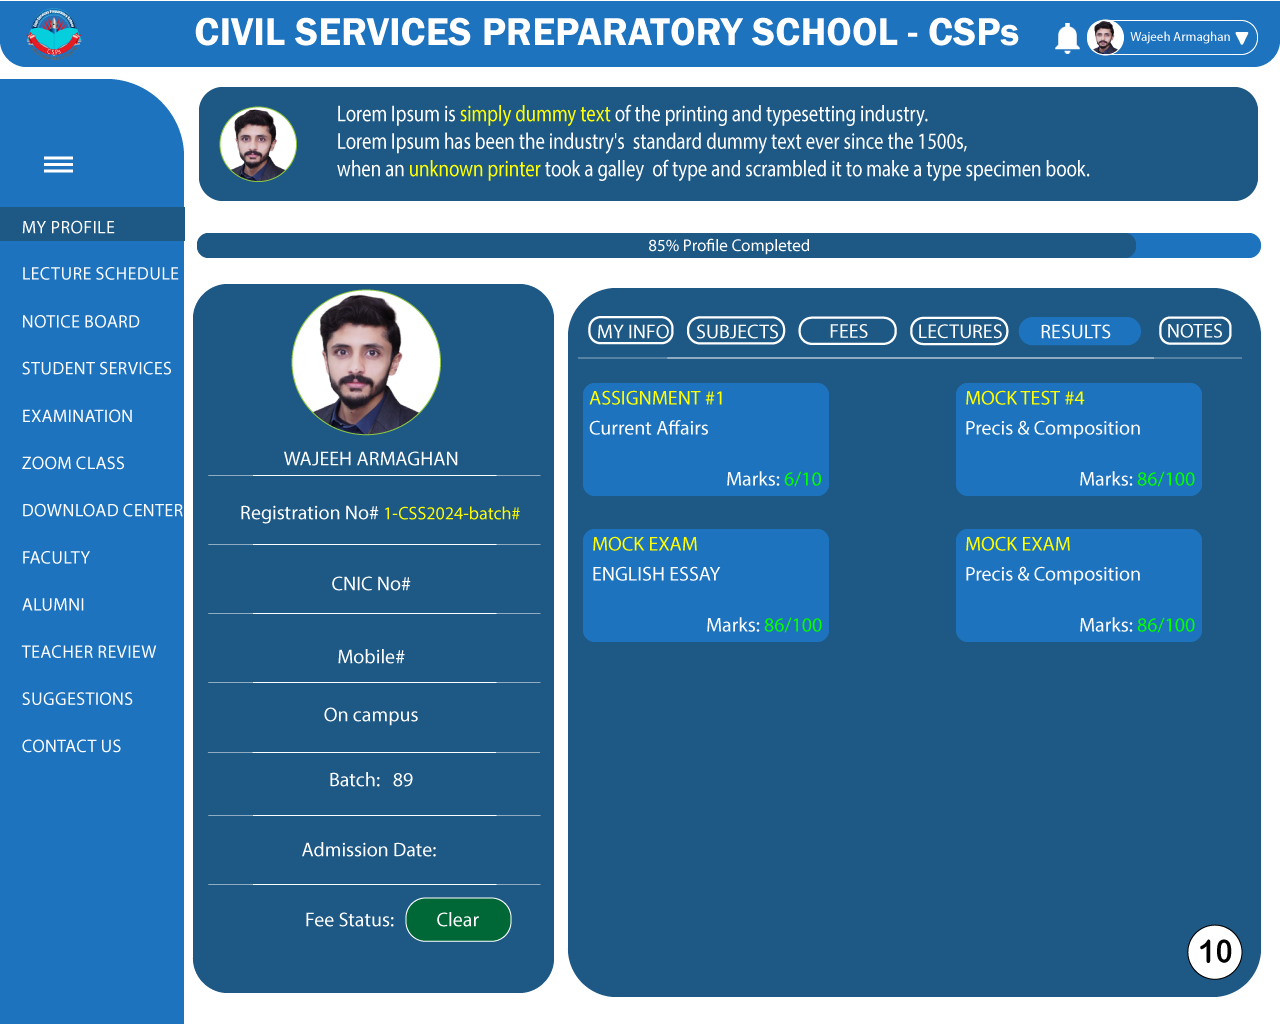 CIVIL SERVICES PREPARATORY SCHOOL - CSPs
Wajeeh Armaghan
Lorem Ipsum is simply dummy text of the printing and typesetting industry.
Lorem Ipsum has been the industry's standard dummy text ever since the 1500s,
when an unknown printer took a galley of type and scrambled it to make a type specimen book.
85% Profile Completed
MY PROFILE
LECTURE SCHEDULE
NOTICE BOARD
STUDENT SERVICES
EXAMINATION
ZOOM CLASS
DOWNLOAD CENTER
FACULTY
ALUMNI
TEACHER REVIEW
SUGGESTIONS
CONTACT US
WAJEEH ARMAGHAN
Registration No# 1-CSS2024-batch#
CNIC No#
Mobile#
On campus
Batch: 89
Admission Date:
Fee Status: Clear
MY INFO SUBJECTS FEES LECTURES RESULTS NOTES
ASSIGNMENT #1
Current Affairs
Marks: 6/10
MOCK TEST #4
Precis & Composition
Marks: 86/100
MOCK EXAM
ENGLISH ESSAY
Marks: 86/100
MOCK EXAM
Precis & Composition
Marks: 86/100
10